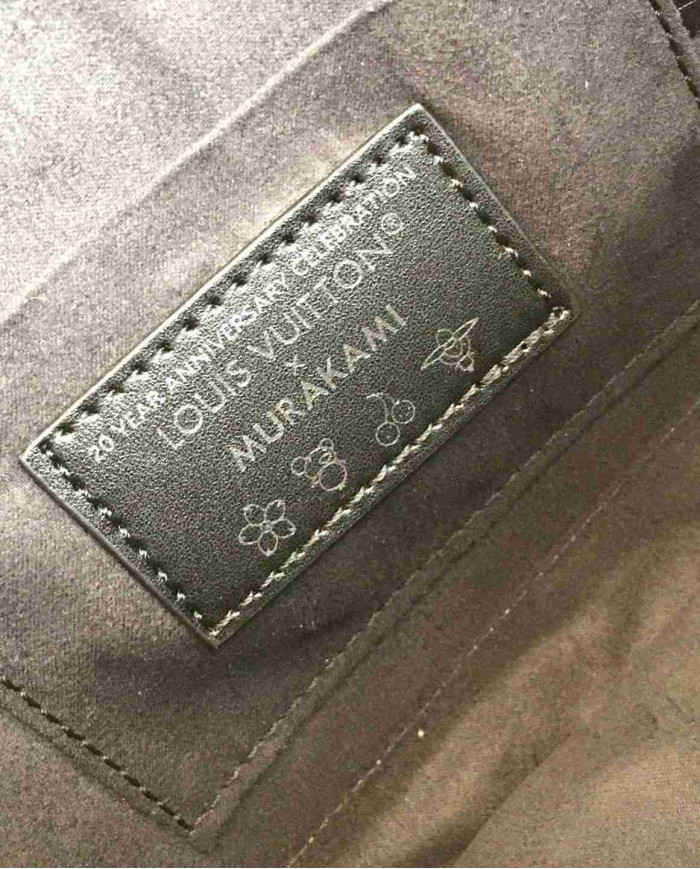 20 YEAR ANNIVERSARY CELEBRATION
LOUIS VUITTON©
×
MURAKAMI